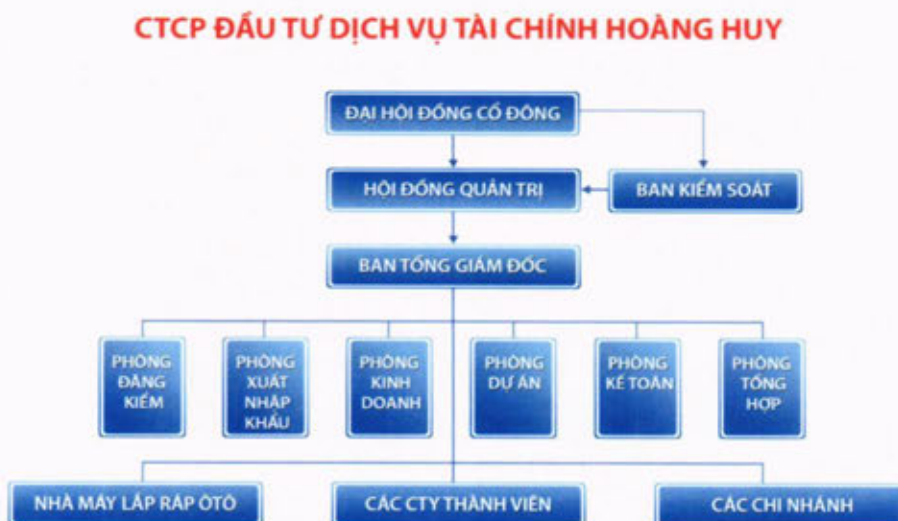 CTCP ĐẦU TƯ DỊCH VỤ TÀI CHÍNH HOÀNG HUY
ĐẠI HỘI ĐỒNG CỔ ĐÔNG
HỘI ĐỒNG QUẢN TRỊ
BAN KIỂM SOÁT
BAN TỔNG GIÁM ĐỐC
PHÒNG
ĐĂNG
KIỂM
PHÒNG
XUẤT
NHẬP
KHẨU
PHÒNG
KINH
DOANH
PHÒNG
DỰ ÁN
PHÒNG
KẾ TOÁN
PHÒNG
TỔNG
HỢP
NHÀ MÁY LẮP RÁP ÔTÔ
CÁC CTY THÀNH VIÊN
CÁC CHI NHÁNH